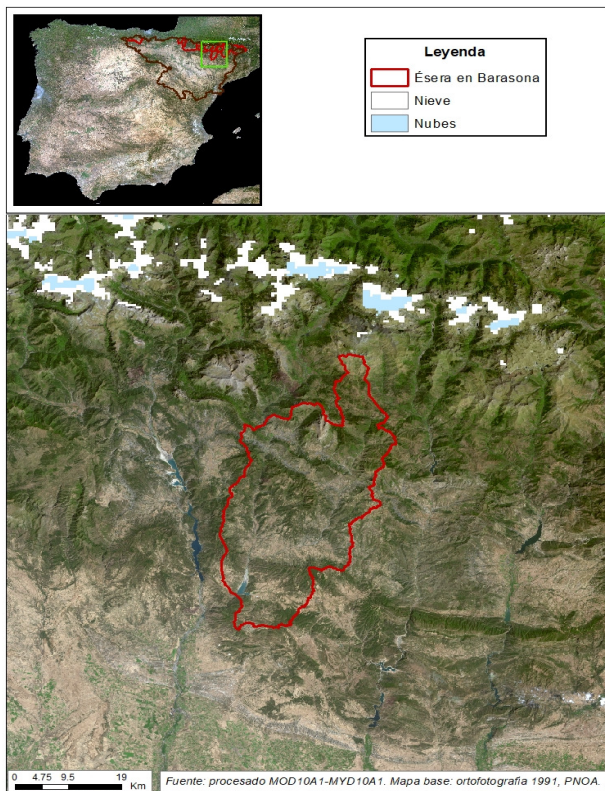 Leyenda
Ésera en Barasona
Nieve
Nubes
0 4.75 9.5 19
Km
Fuente: procesado MOD10A1-MYD10A1. Mapa base: ortofotografía 1991, PNOA.